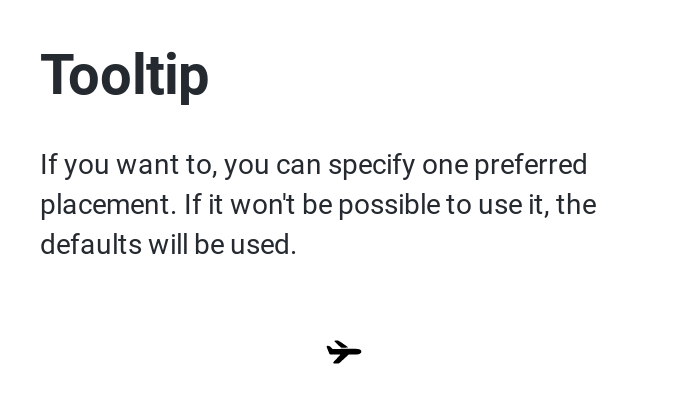 Tooltip
If you want to, you can specify one preferred
placement. If it won't be possible to use it, the
defaults will be used.